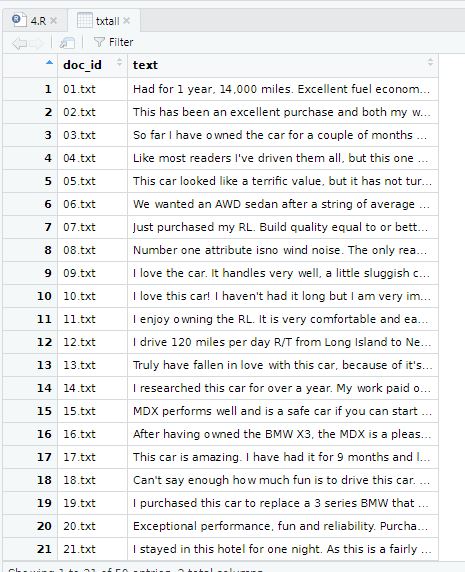 4.R × txtall ×
Filter
doc_id text
1 01.txt Had for 1 year, 14,000 miles. Excellent fuel econom...
2 02.txt This has been an excellent purchase and both my w...
3 03.txt So far I have owned the car for a couple of months ...
4 04.txt Like most readers I've driven them all, but this one ...
5 05.txt This car looked like a terrific value, but it has not tur...
6 06.txt We wanted an AWD sedan after a string of average ...
7 07.txt Just purchased my RL. Build quality equal to or bett...
8 08.txt Number one attribute isno wind noise. The only rea...
9 09.txt I love the car. It handles very well, a little sluggish c...
10 10.txt I love this car! I haven't had it long but I am very im...
11 11.txt I enjoy owning the RL. It is very comfortable and ea...
12 12.txt I drive 120 miles per day R/T from Long Island to Ne...
13 13.txt Truly have fallen in love with this car, because of it's...
14 14.txt I researched this car for over a year. My work paid o...
15 15.txt MDX performs well and is a safe car if you can start ...
16 16.txt After having owned the BMW X3, the MDX is a pleas...
17 17.txt This car is amazing. I have had it for 9 months and l...
18 18.txt Can't say enough how much fun is to drive this car. ...
19 19.txt I purchased this car to replace a 3 series BMW that ...
20 20.txt Exceptional performance, fun and reliability. Purcha...
21 21.txt I stayed in this hotel for one night. As this is a fairly ...
Showing 1 to 21 of 50 entries, 2 total columns